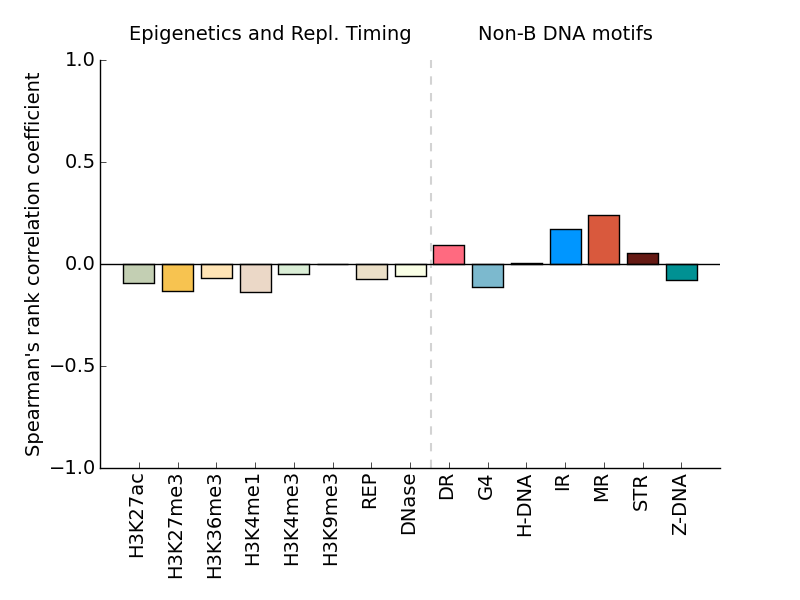 Epigenetics and Repl. Timing
Non-B DNA motifs
Spearman's rank correlation coefficient
1.0
0.5
0.0
−0.5
−1.0
H3K27ac
H3K27me3
H3K36me3
H3K4me1
H3K4me3
H3K9me3
REP
DNase
DR
G4
H-DNA
IR
MR
STR
Z-DNA